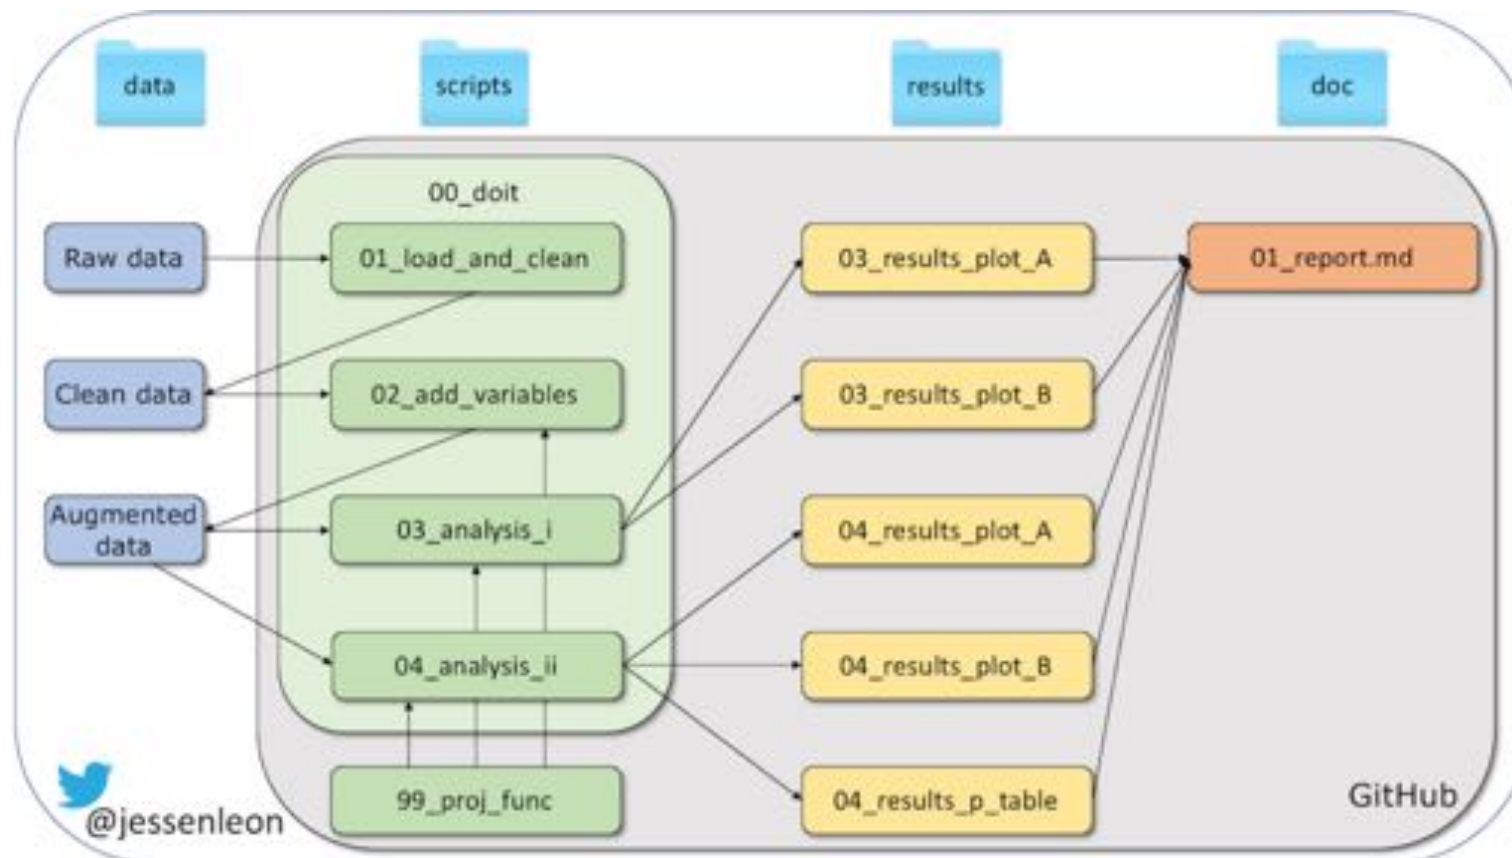 data
scripts
results
doc
00_doit
Raw data
01_load_and_clean
03_results_plot_A
01_report.md
Clean data
02_add_variables
03_results_plot_B
Augmented
data
03_analysis_i
04_results_plot_A
04_analysis_ii
04_results_plot_B
99_proj_func
04_results_p_table
GitHub
@jessenleon